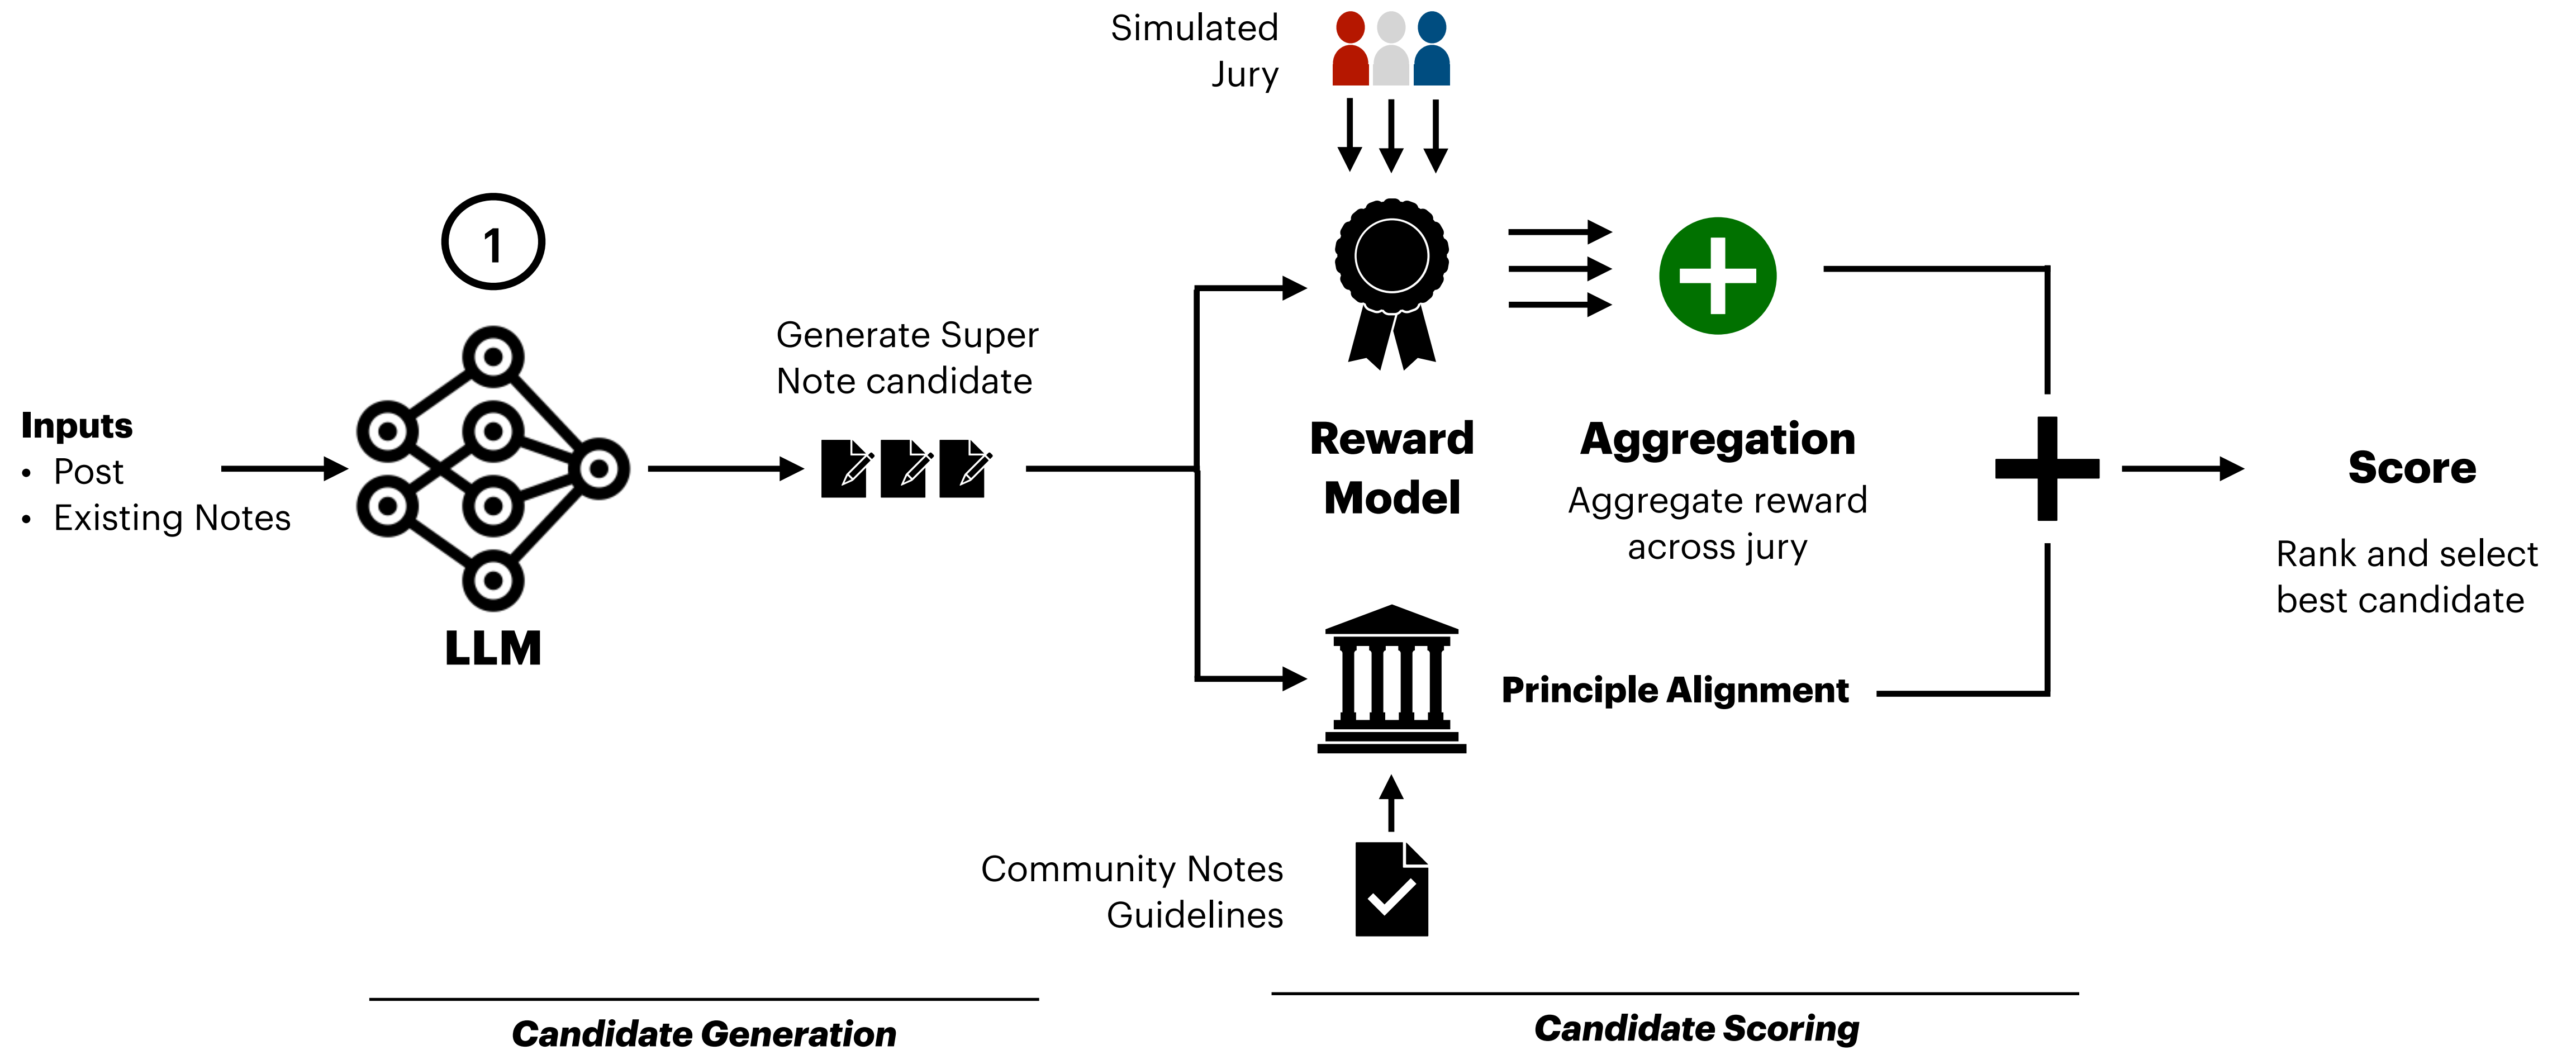 Simulated
Jury
1
Generate Super
Note candidate
Inputs
• Post
• Existing Notes
LLM
Reward
Model
Aggregation
Aggregate reward
across jury
Score
Rank and select
best candidate
Principle Alignment
Community Notes
Guidelines
Candidate Generation
Candidate Scoring